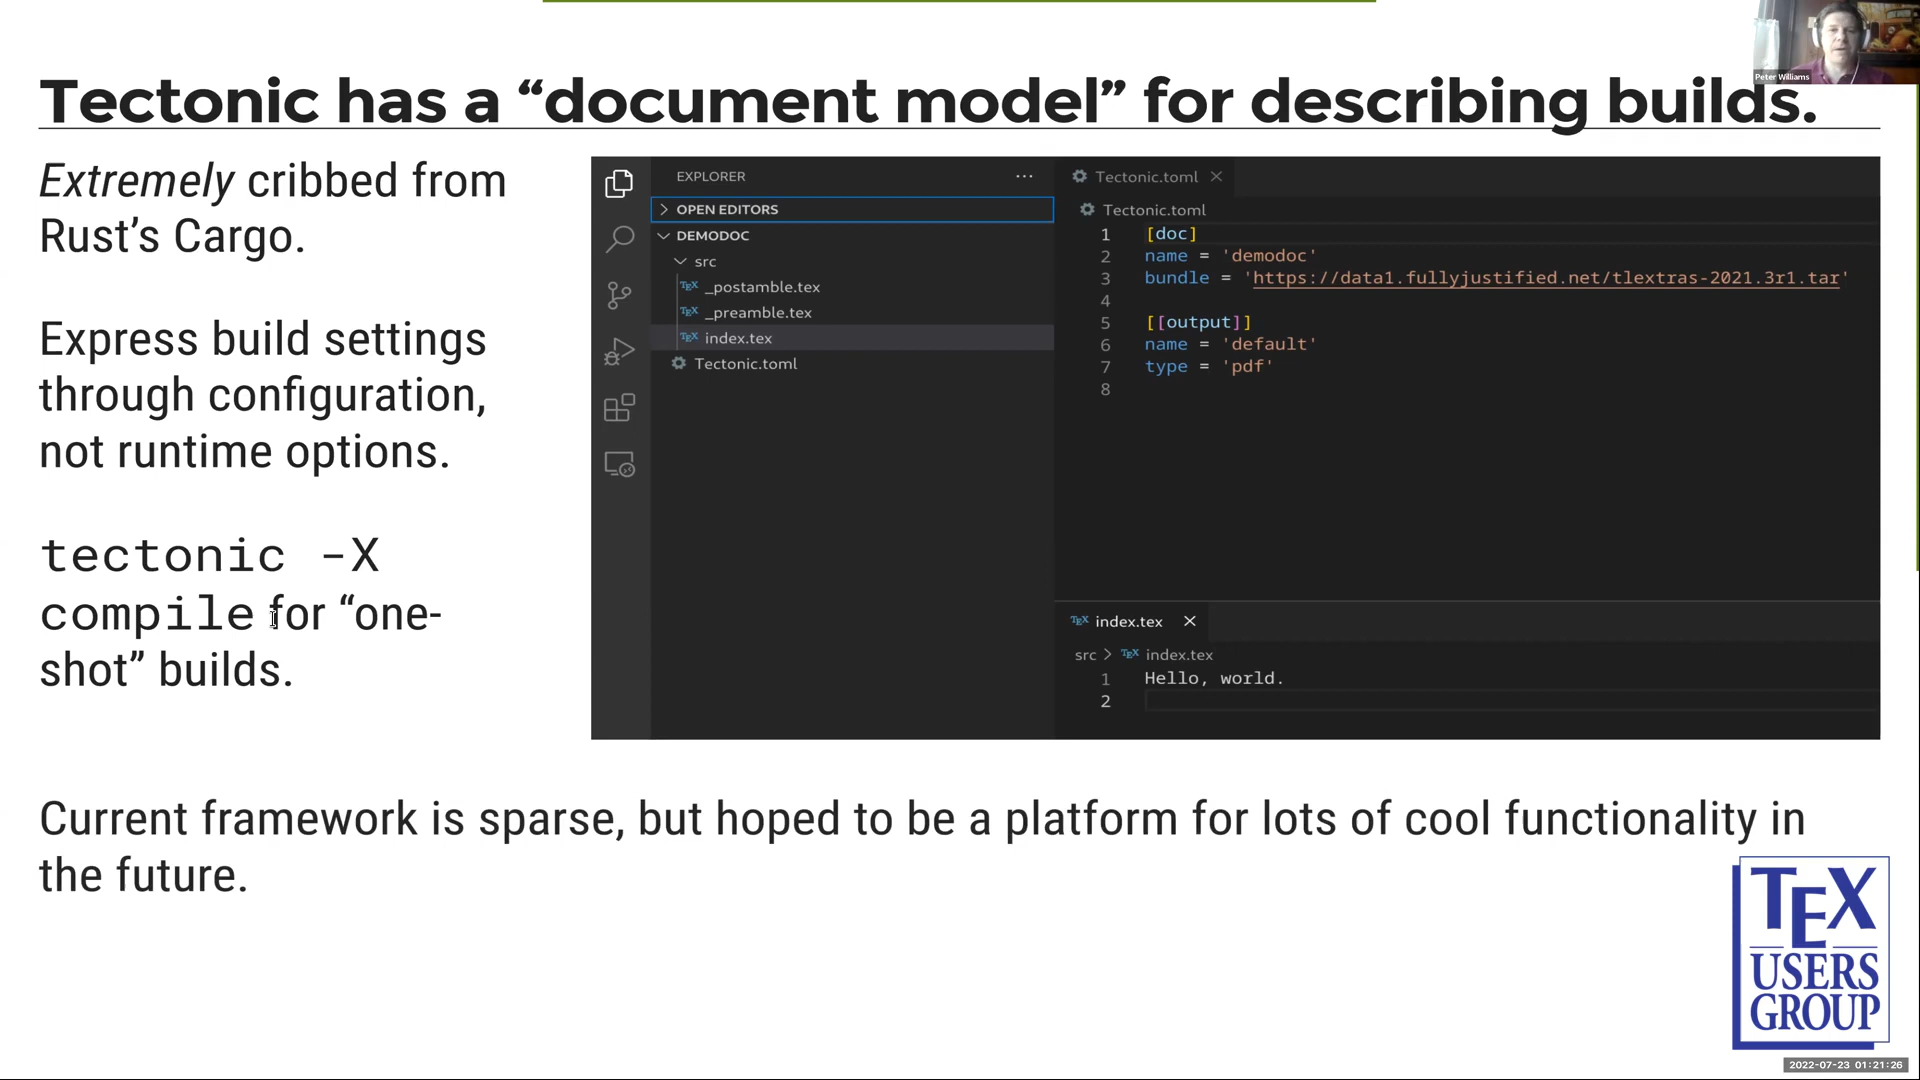 Peter Williams
Tectonic has a “document model” for describing builds.
Extremely cribbed from
Rust’s Cargo.
Express build settings
through configuration,
not runtime options.
tectonic -X
compile for “one-
shot” builds.
EXPLORER
OPEN EDITORS
DEMODOC
src
TEX _postamble.tex
TEX _preamble.tex
TEX index.tex
Tectonic.toml
Tectonic.toml
Tectonic.toml
1 [doc]
2 name = 'demodoc'
3 bundle = 'https://data1.fullyjustified.net/tlextras-2021.3r1.tar'
4
5 [[output]]
6 name = 'default'
7 type = 'pdf'
8
TEX index.tex
src > TEX index.tex
1 Hello, world.
2
Current framework is sparse, but hoped to be a platform for lots of cool functionality in
the future.
TEX
USERS
GROUP
2022-07-23 01:21:26